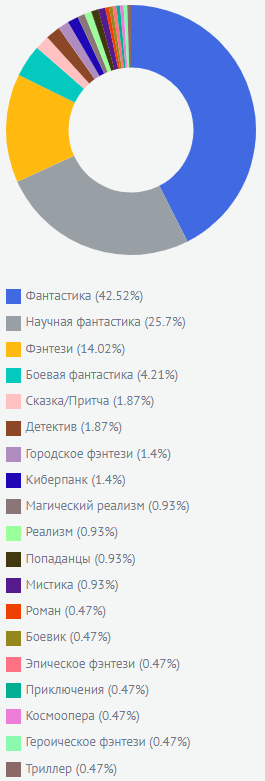 Фантастика (42.52%)
Научная фантастика (25.7%)
Фэнтези (14.02%)
Боевая фантастика (4.21%)
Сказка/Притча (1.87%)
Детектив (1.87%)
Городское фэнтези (1.4%)
Киберпанк (1.4%)
Магический реализм (0.93%)
Реализм (0.93%)
Попаданцы (0.93%)
Мистика (0.93%)
Роман (0.47%)
Боевик (0.47%)
Эпическое фэнтези (0.47%)
Приключения (0.47%)
Космоопера (0.47%)
Героическое фэнтези (0.47%)
Триллер (0.47%)